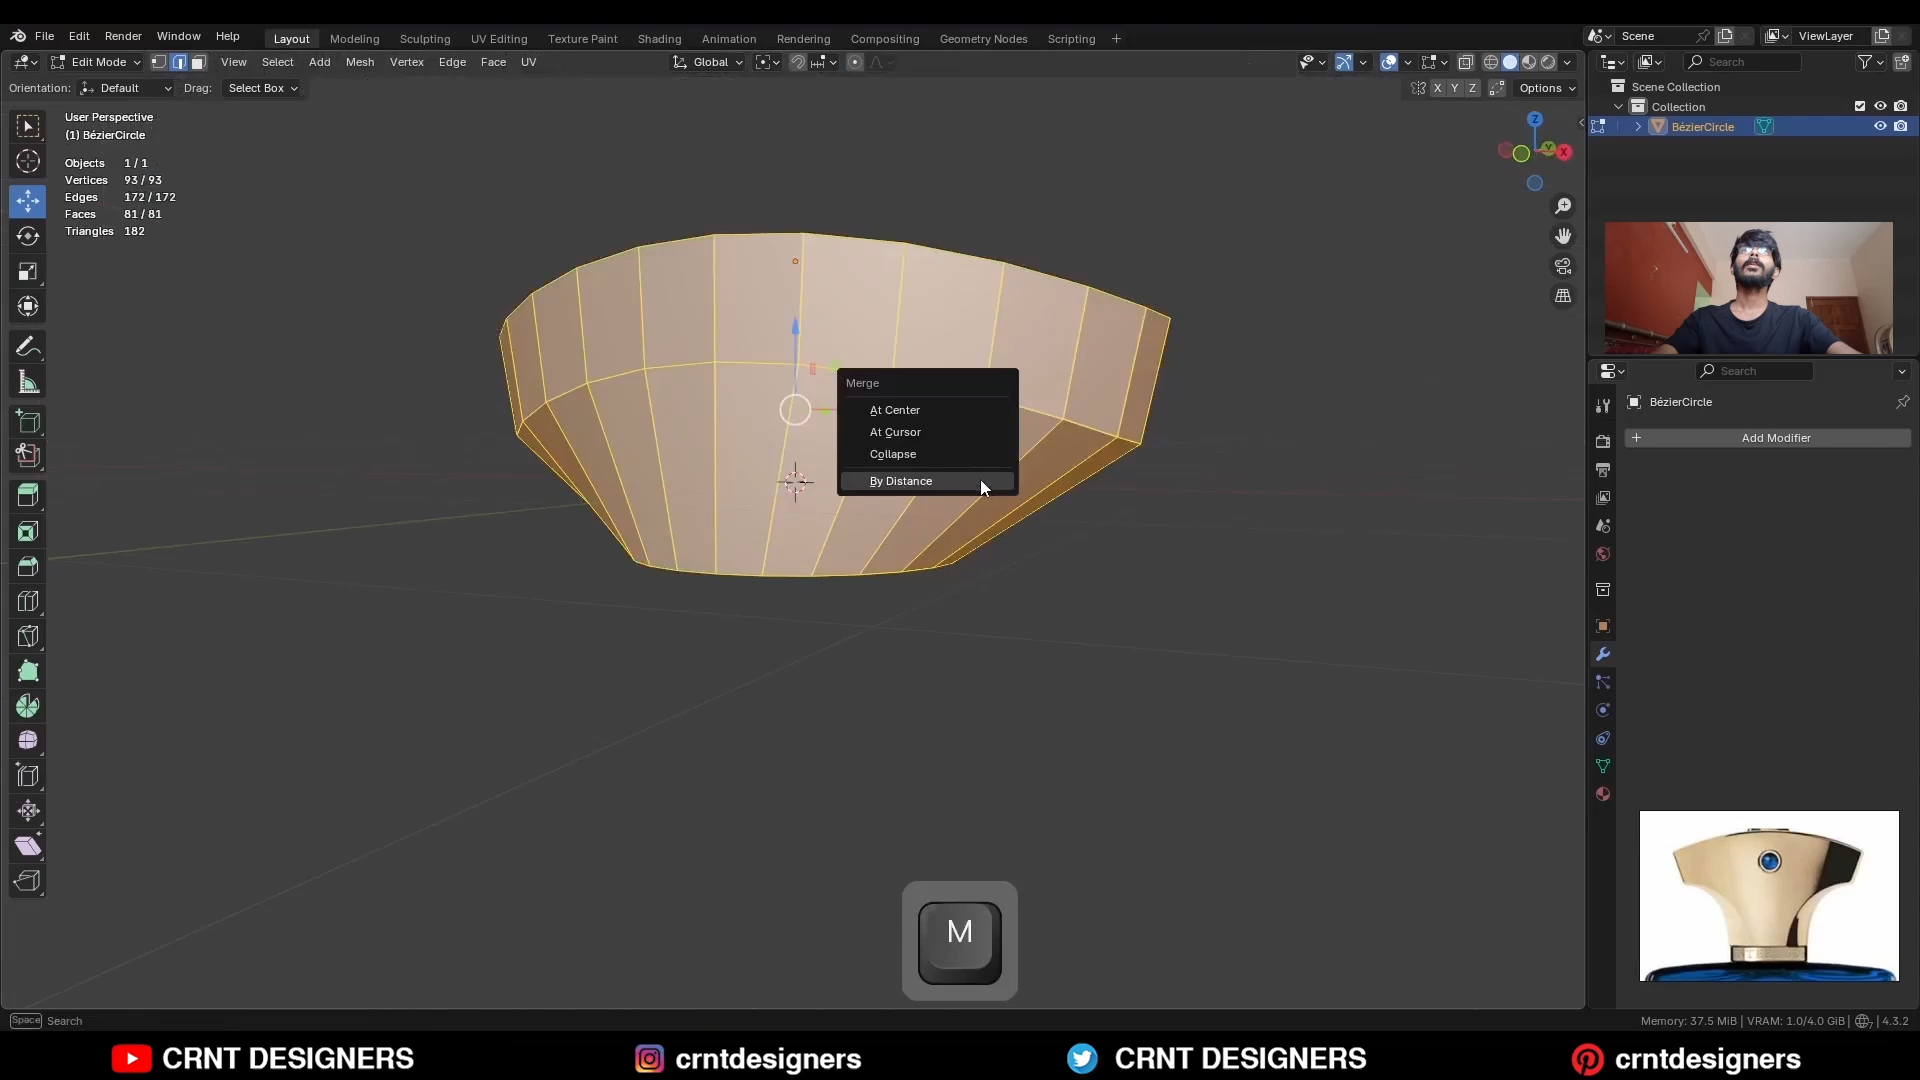 File Edit Render Window Help Layout Modeling Sculpting UV Editing Texture Paint Shading Animation Rendering Compositing Geometry Nodes Scripting + Scene ViewLayer
Edit Mode View Select Add Mesh Vertex Edge Face UV Global Search
Orientation: Default Drag: Select Box X Y Z Options
Scene Collection
Collection
BézierCircle
User Perspective
(1) BézierCircle
Objects 1 / 1
Vertices 93 / 93
Edges 172 / 172
Faces 81 / 81
Triangles 182
Z
Y
X
Search
BézierCircle
+ Add Modifier
Merge
At Center
At Cursor
Collapse
By Distance
M
Space Search
Memory: 37.5 MiB | VRAM: 1.0/4.0 GiB | 7 | 4.3.2
CRNT DESIGNERS crntdesigners CRNT DESIGNERS crntdesigners